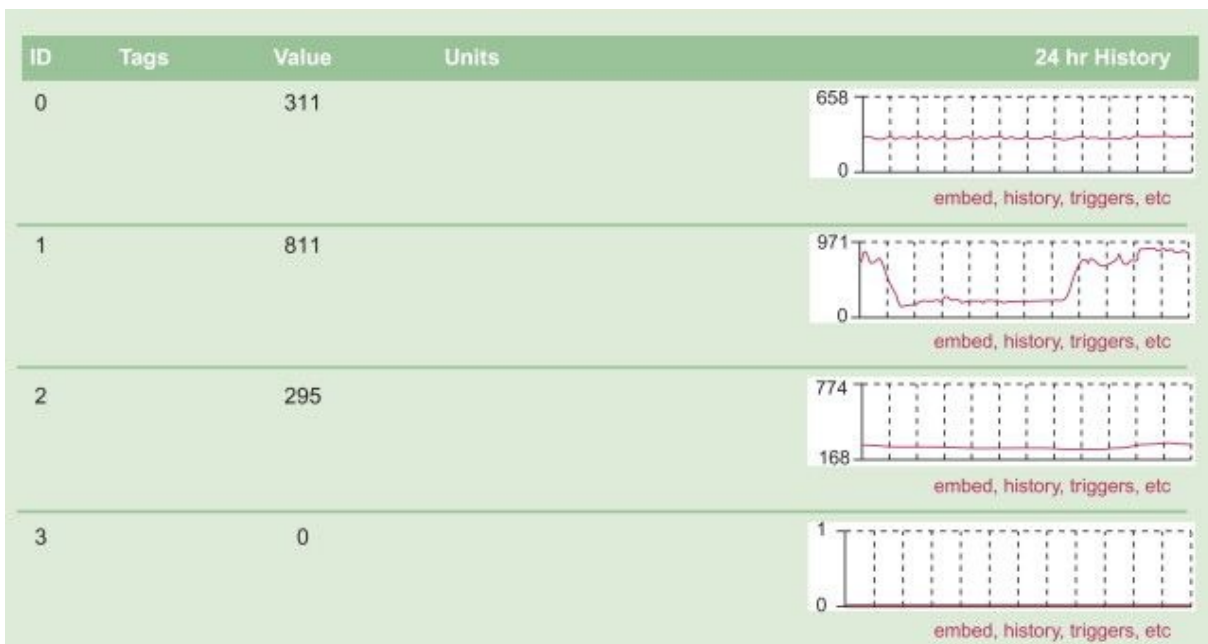 ID Tags Value Units 24 hr History
0 311 658
0
embed, history, triggers, etc
1 811 971
0
embed, history, triggers, etc
2 295 774
168
embed, history, triggers, etc
3 0 1
0
embed, history, triggers, etc